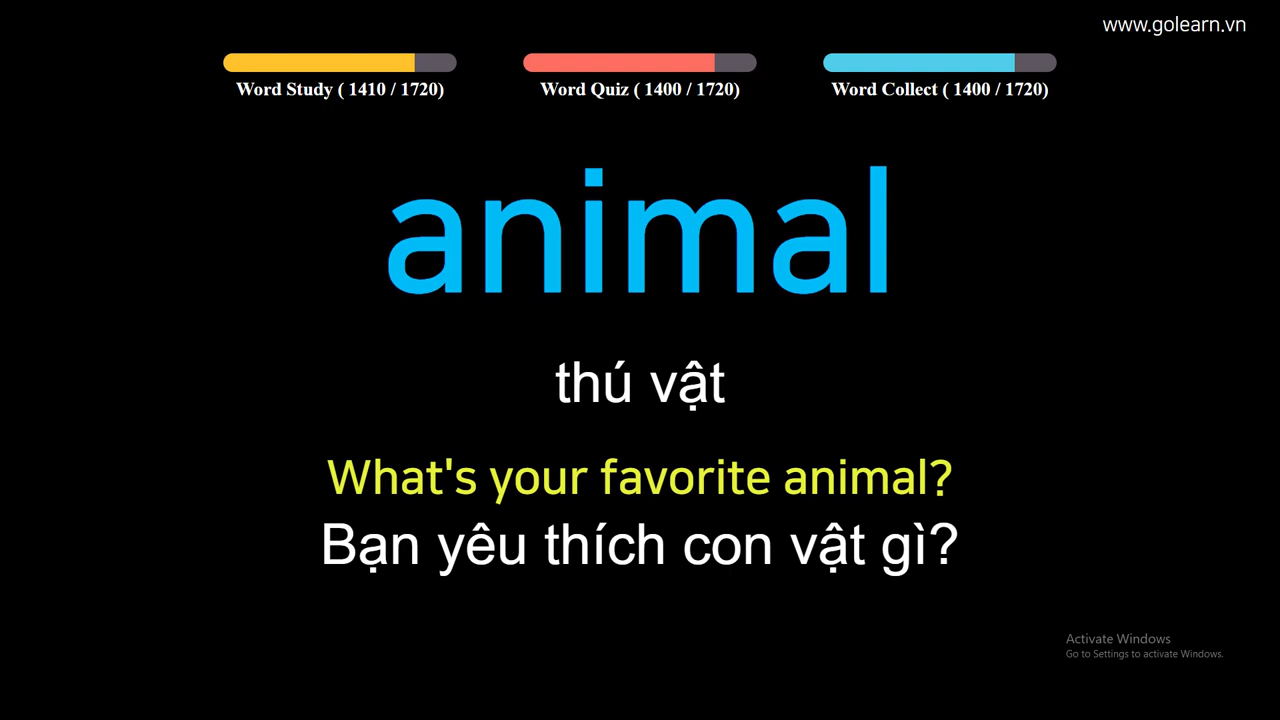 www.golearn.vn
Word Study ( 1410 / 1720)
Word Quiz ( 1400 / 1720)
Word Collect ( 1400 / 1720)
animal
thú vật
What's your favorite animal?
Bạn yêu thích con vật gì?
Activate Windows
Go to Settings to activate Windows.